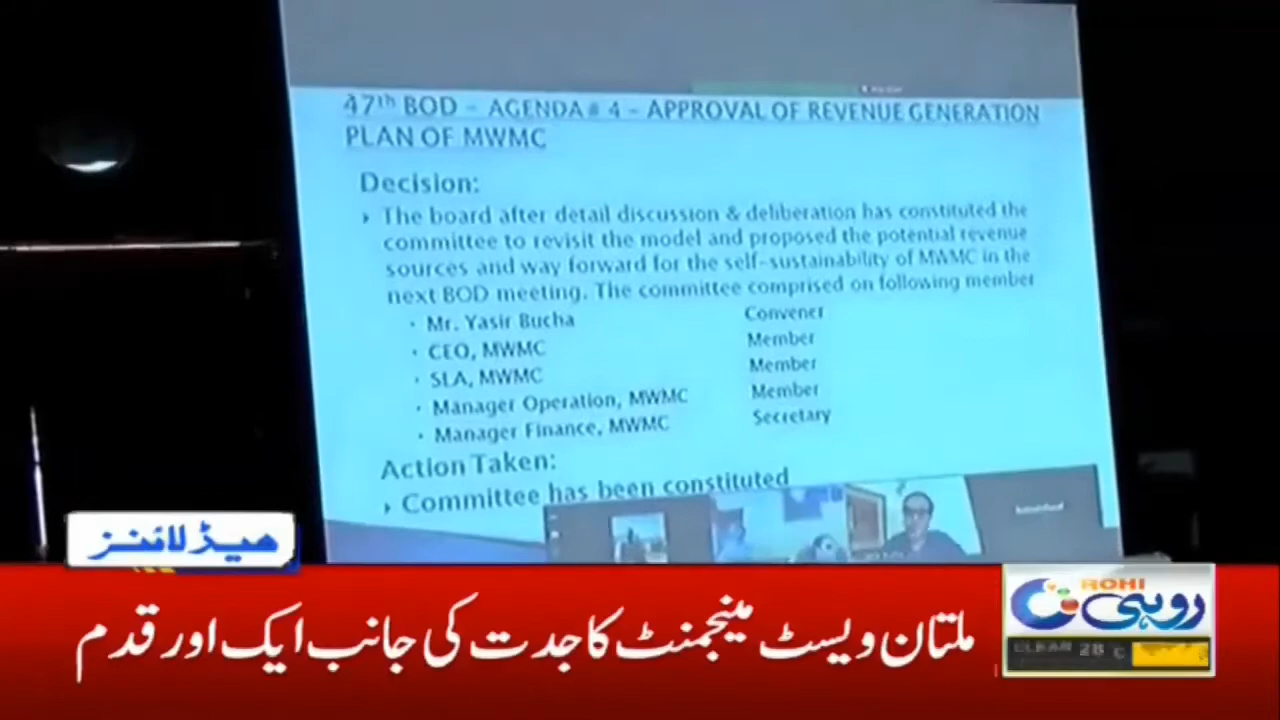 47th BOD - AGENDA # 4 - APPROVAL OF REVENUE GENERATION
PLAN OF MWMC
Decision:
The board after detail discussion & deliberation has constituted the
committee to revisit the model and proposed the potential revenue
sources and way forward for the self-sustainability of MWMC in the
next BOD meeting. The committee comprised on following member
Mr. Yasir Bucha Convener
CEO, MWMC Member
SLA, MWMC Member
Manager Operation, MWMC Member
Manager Finance, MWMC Secretary
Action Taken:
Committee has been constituted
ہیڈلائنز
ROHI
روہی
ملتان ویسٹ مینجمنٹ کا جدت کی جانب ایک اور قدم
28 C